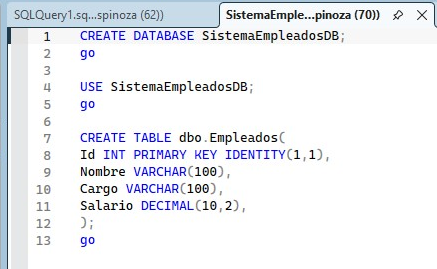 SQLQuery1.sq...spinoza (62))
SistemaEmple...pinoza (70))
1 CREATE DATABASE SistemaEmpleadosDB;
2 go
3
4 USE SistemaEmpleadosDB;
5 go
6
7 CREATE TABLE dbo.Empleados(
8 Id INT PRIMARY KEY IDENTITY(1,1),
9 Nombre VARCHAR(100),
10 Cargo VARCHAR(100),
11 Salario DECIMAL(10,2),
12 );
13 go